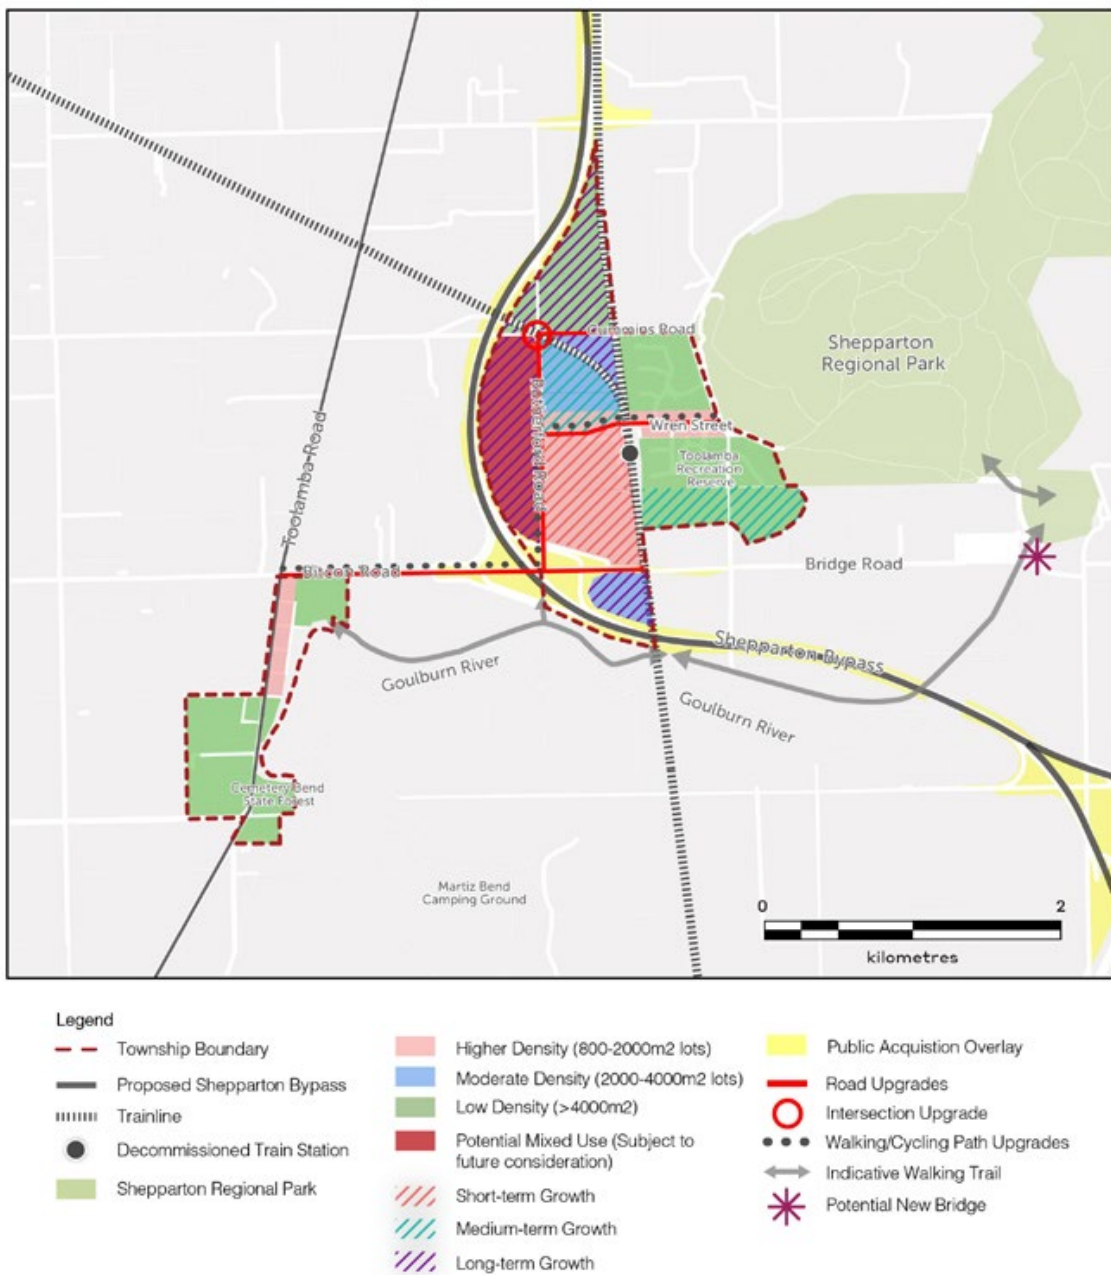 Cummins Road
Shepparton
Regional Park
Wren Street
Toolamba
Recreation
Reserve
Toolamba Road
Bitcon Road
Bridge Road
Goulburn River
Shepparton Bypass
Goulburn River
Cemetery Bend
State Forest
Martiz Bend
Camping Ground
0 2
kilometres
Legend
Township Boundary
Proposed Shepparton Bypass
Trainline
Decommissioned Train Station
Shepparton Regional Park
Higher Density (800-2000m2 lots)
Moderate Density (2000-4000m2 lots)
Low Density (>4000m2)
Potential Mixed Use (Subject to
future consideration)
Short-term Growth
Medium-term Growth
Long-term Growth
Public Acquistion Overlay
Road Upgrades
Intersection Upgrade
Walking/Cycling Path Upgrades
Indicative Walking Trail
Potential New Bridge